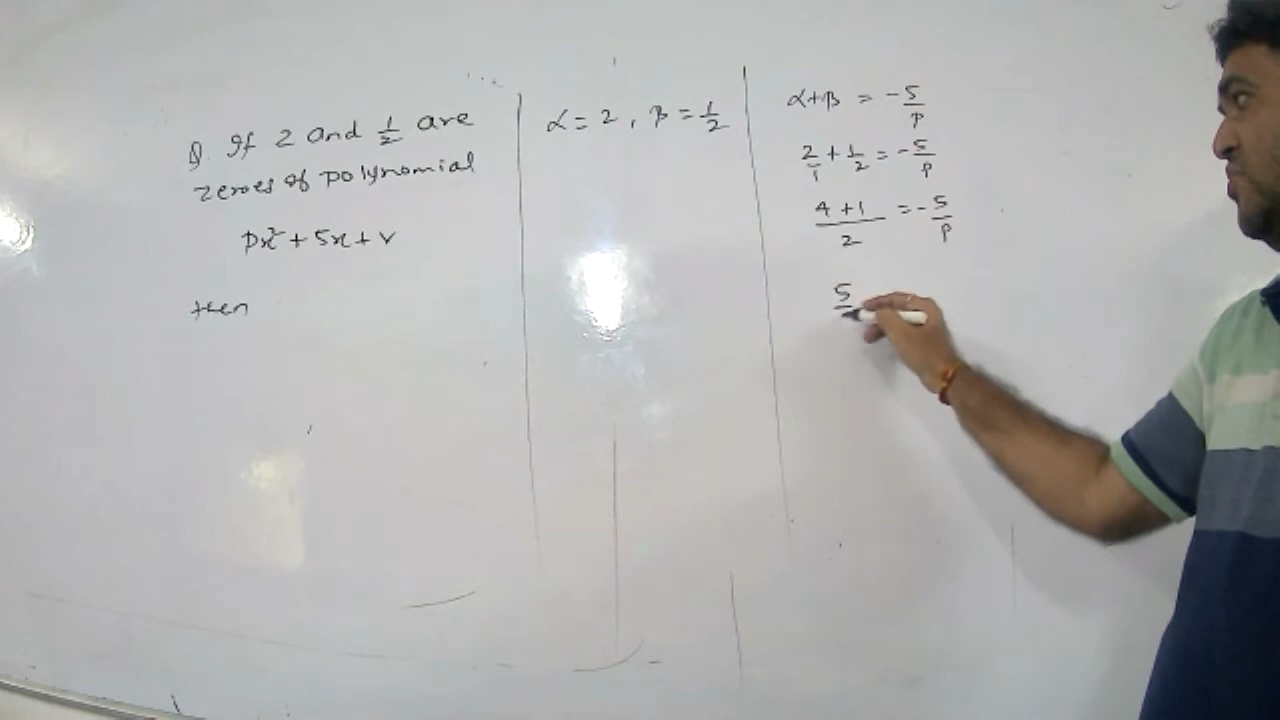 Q. If 2 and 1/2 are
zeroes of polynomial
px² + 5x + r
then
α = 2, β = 1/2
α+β = -5/p
2/1 + 1/2 = -5/p
4+1/2 = -5/p
5